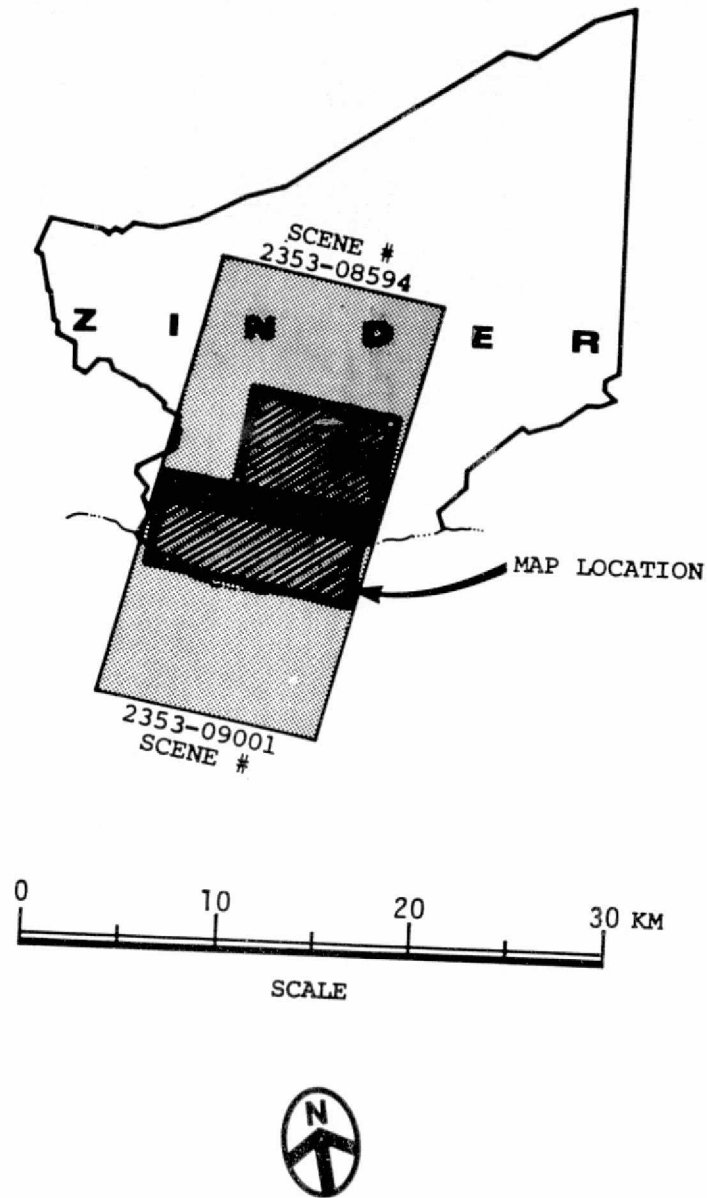 SCENE #
2353-08594
Z I N D E R
MAP LOCATION
2353-09001
SCENE #
0 10 20 30 KM
SCALE
N